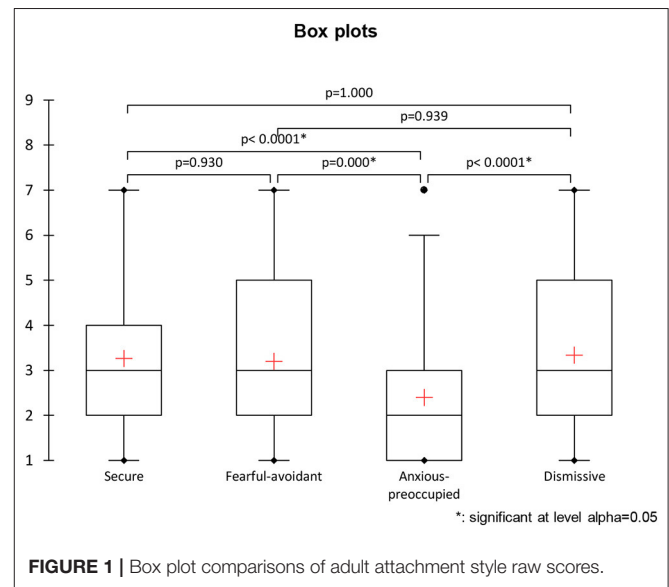 Box plots
p=1.000
p=0.939
p< 0.0001*
p=0.930 p=0.000* p< 0.0001*
9
8
7
6
5
4
3
2
1
Secure Fearful-avoidant Anxious- Dismissive
preoccupied
*: significant at level alpha=0.05
FIGURE 1 | Box plot comparisons of adult attachment style raw scores.